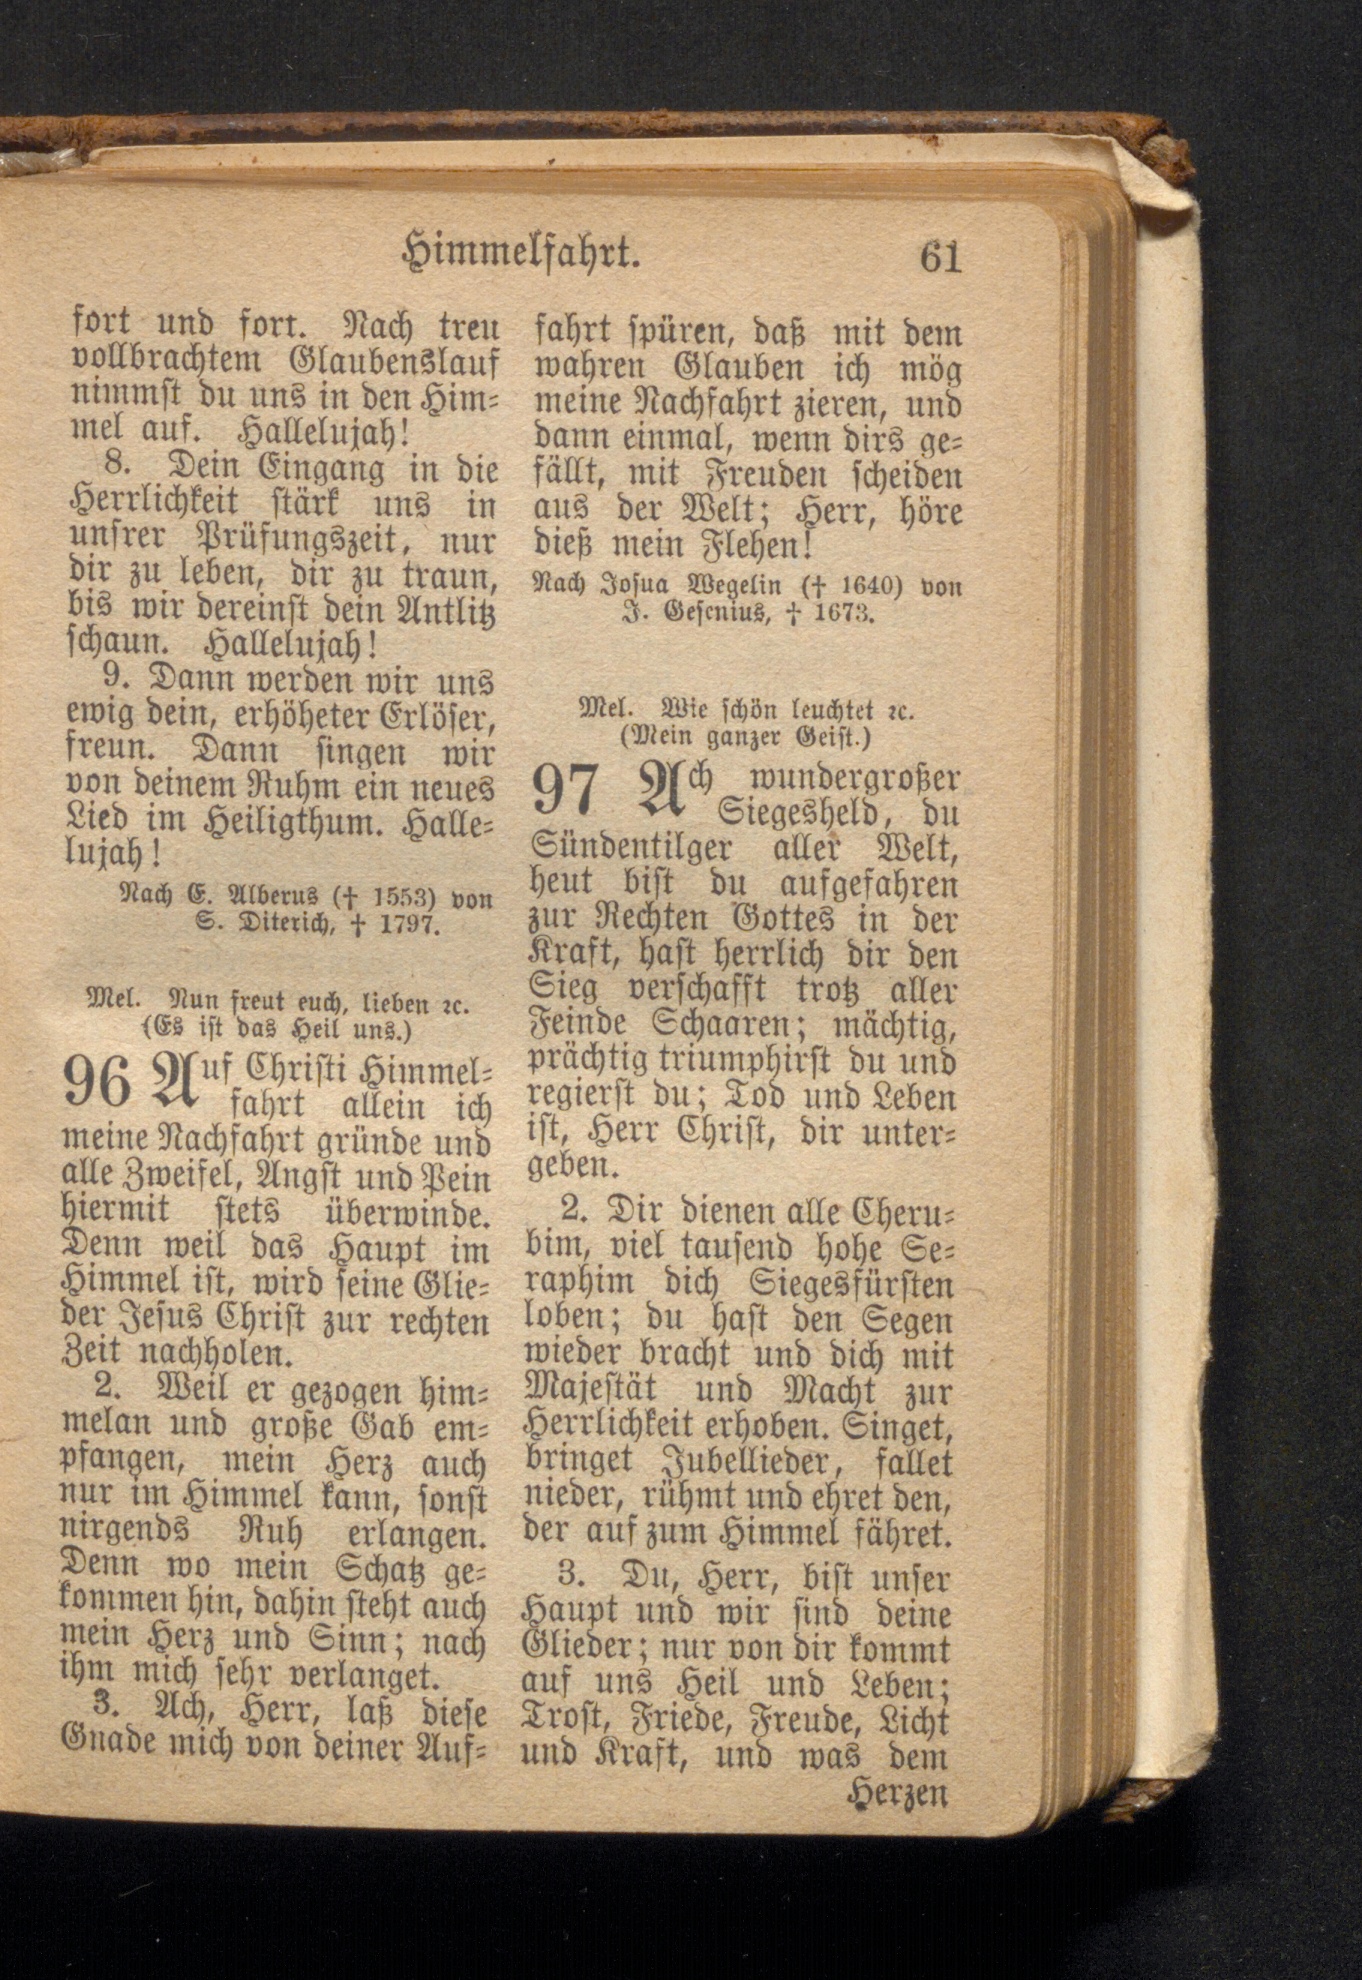 Himmelfahrt.
61
fort und fort. Nach treu
vollbrachtem Glaubenslauf
nimmst du uns in den Him-
mel auf. Hallelujah!
8. Dein Eingang in die
Herrlichkeit stärk uns in
unsrer Prüfungszeit, nur
dir zu leben, dir zu traun,
bis wir dereinst dein Antlitz
schaun. Hallelujah!
9. Dann werden wir uns
ewig dein, erhöheter Erlöser,
freun. Dann singen wir
von deinem Ruhm ein neues
Lied im Heiligthum. Halle-
lujah!
Nach E. Alberus († 1553) von
S. Diterich, † 1797.
Mel. Nun freut euch, lieben ꝛc.
(Es ist das Heil uns.)
96 Auf Christi Himmel-
fahrt allein ich
meine Nachfahrt gründe und
alle Zweifel, Angst und Pein
hiermit stets überwinde.
Denn weil das Haupt im
Himmel ist, wird seine Glie-
der Jesus Christ zur rechten
Zeit nachholen.
2. Weil er gezogen him-
melan und große Gab em-
pfangen, mein Herz auch
nur im Himmel kann, sonst
nirgends Ruh erlangen.
Denn wo mein Schatz ge-
kommen hin, dahin steht auch
mein Herz und Sinn; nach
ihm mich sehr verlanget.
3. Ach, Herr, laß diese
Gnade mich von deiner Auf-
fahrt spüren, daß mit dem
wahren Glauben ich mög
meine Nachfahrt zieren, und
dann einmal, wenn dirs ge-
fällt, mit Freuden scheiden
aus der Welt; Herr, höre
dieß mein Flehen!
Nach Josua Wegelin († 1640) von
J. Gesenius, † 1673.
Mel. Wie schön leuchtet ꝛc.
(Mein ganzer Geist.)
97 Ach wundergroßer
Siegesheld, du
Sündentilger aller Welt,
heut bist du aufgefahren
zur Rechten Gottes in der
Kraft, hast herrlich dir den
Sieg verschafft trotz aller
Feinde Schaaren; mächtig,
prächtig triumphirst du und
regierst du; Tod und Leben
ist, Herr Christ, dir unter-
geben.
2. Dir dienen alle Cheru-
bim, viel tausend hohe Se-
raphim dich Siegesfürsten
loben; du hast den Segen
wieder bracht und dich mit
Majestät und Macht zur
Herrlichkeit erhoben. Singet,
bringet Jubellieder, fallet
nieder, rühmt und ehret den,
der auf zum Himmel fähret.
3. Du, Herr, bist unser
Haupt und wir sind deine
Glieder; nur von dir kommt
auf uns Heil und Leben;
Trost, Friede, Freude, Licht
und Kraft, und was dem
Herzen